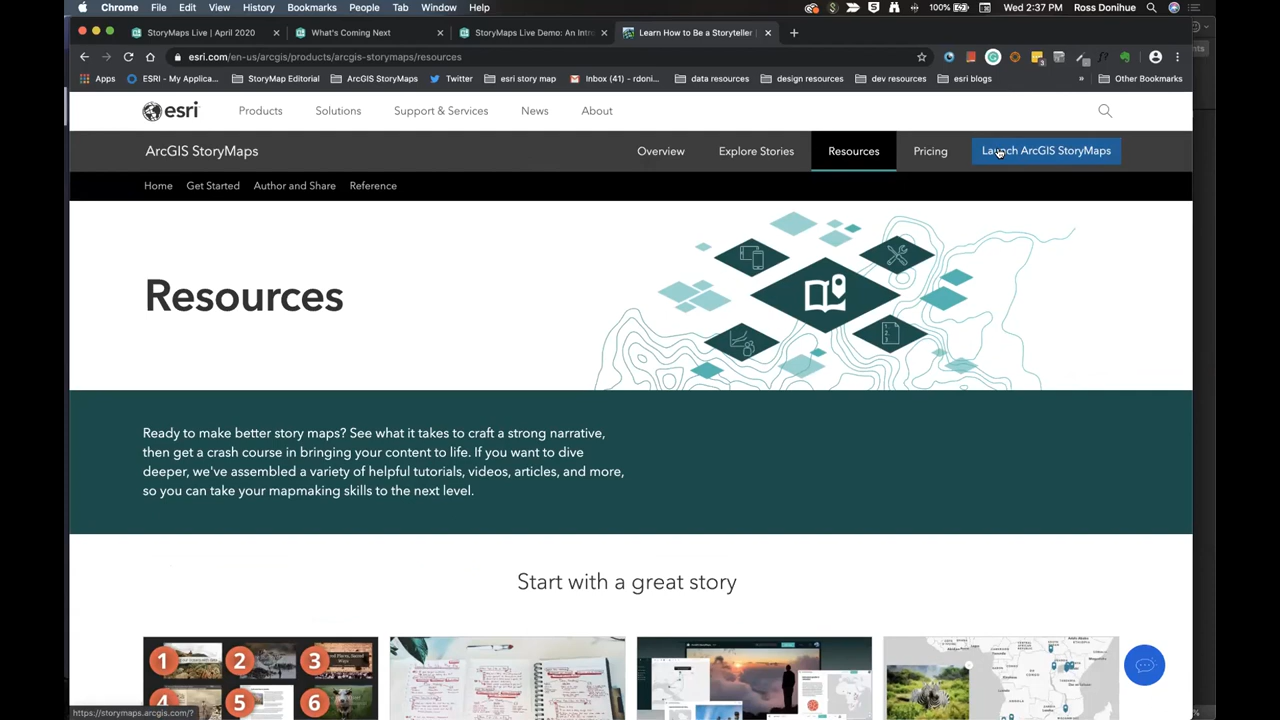 Chrome File Edit View History Bookmarks People Tab Window Help 100% Wed 2:37 PM Ross Donihue
StoryMaps Live | April 2020 What's Coming Next Learn How to Be a Storyteller
esri.com/en-us/arcgis/products/arcgis-storymaps/resources
Apps ESRI - My Applica... StoryMap Editorial ArcGIS StoryMaps Twitter esri story map Inbox (41) - rdoni... data resources design resources dev resources esri blogs » Other Bookmarks
esri Products Solutions Support & Services News About
ArcGIS StoryMaps Overview Explore Stories Resources Pricing Launch ArcGIS StoryMaps
Home Get Started Author and Share Reference
Resources
Ready to make better story maps? See what it takes to craft a strong narrative,
then get a crash course in bringing your content to life. If you want to dive
deeper, we've assembled a variety of helpful tutorials, videos, articles, and more,
so you can take your mapmaking skills to the next level.
Start with a great story
1 2 3
4 5 6
https://storymaps.arcgis.com/?